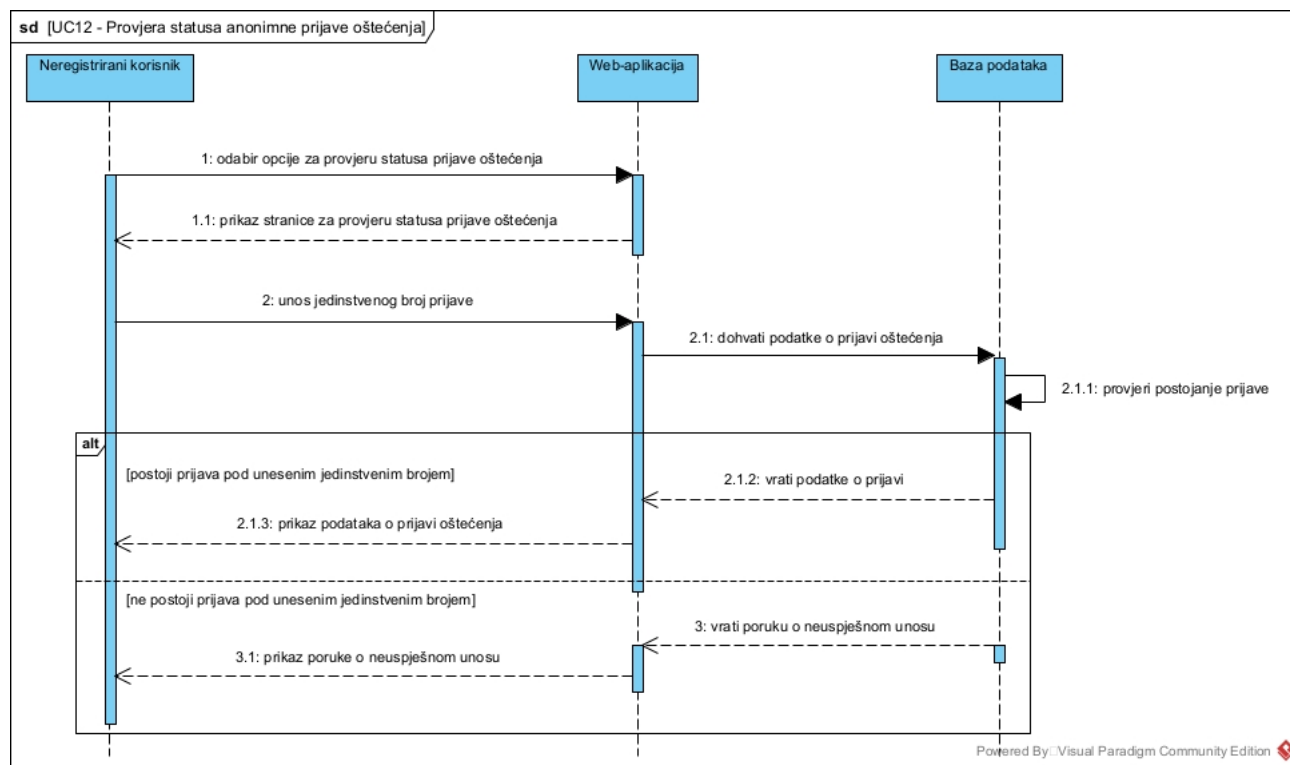 sd [UC12 - Provjera statusa anonimne prijave oštećenja]
Neregistrirani korisnik
Web-aplikacija
Baza podataka
1: odabir opcije za provjeru statusa prijave oštećenja
1.1: prikaz stranice za provjeru statusa prijave oštećenja
2: unos jedinstvenog broj prijave
2.1: dohvati podatke o prijavi oštećenja
2.1.1: provjeri postojanje prijave
alt
[postoji prijava pod unesenim jedinstvenim brojem]
2.1.2: vrati podatke o prijavi
2.1.3: prikaz podataka o prijavi oštećenja
[ne postoji prijava pod unesenim jedinstvenim brojem]
3: vrati poruku o neuspješnom unosu
3.1: prikaz poruke o neuspješnom unosu
Powered By Visual Paradigm Community Edition